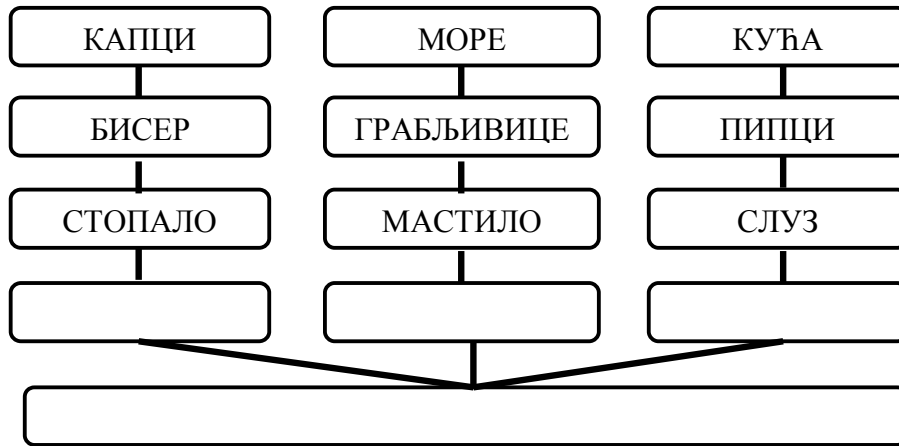 КАПЦИ МОРЕ КУЋА
БИСЕР ГРАБЉИВИЦЕ ПИПЦИ
СТОПАЛО МАСТИЛО СЛУЗ